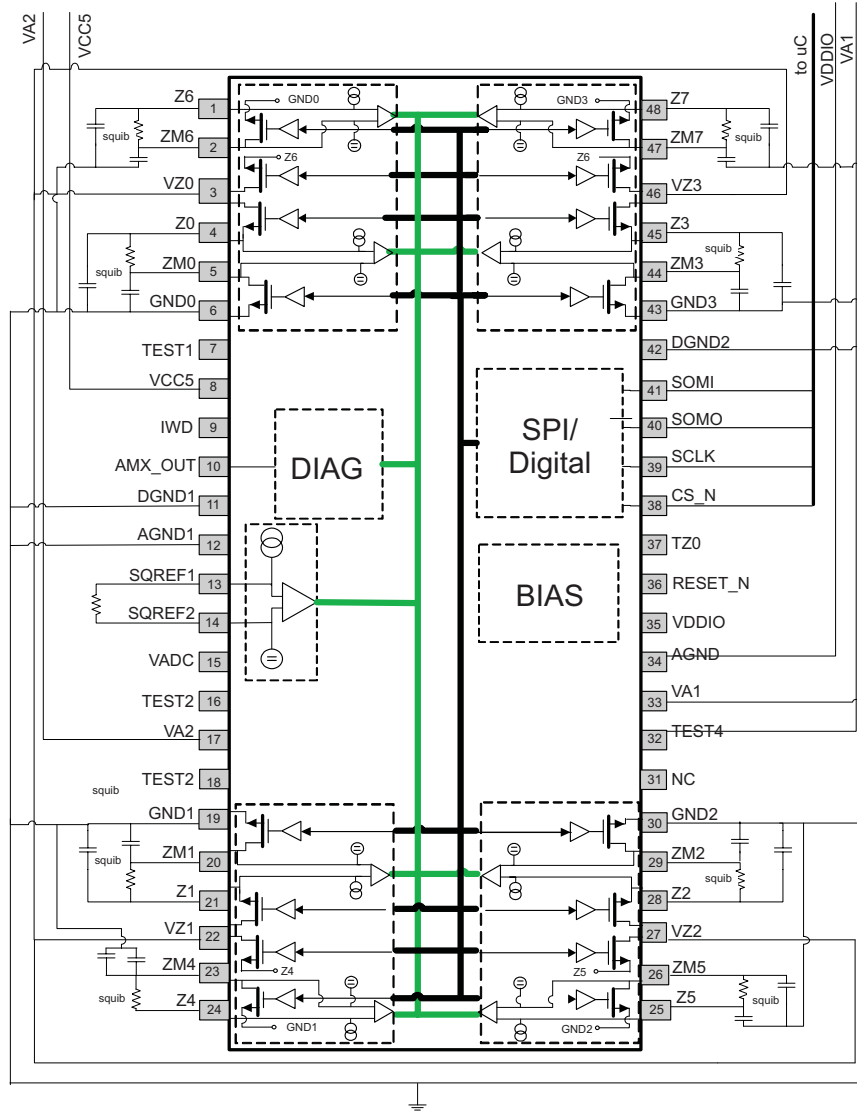 VA2
VCC5
to uC
VDDIO
VA1
Z6 1 GND0 GND3 48 Z7
squib squib
ZM6 2 47 ZM7
Z6 Z6
VZ0 3 46 VZ3
Z0 4 45 Z3
squib squib
ZM0 5 44 ZM3
GND0 6 43 GND3
TEST1 7 42 DGND2
VCC5 8 41 SOMI
IWD 9 40 SOMO
SPI/
Digital
AMX_OUT 10 DIAG 39 SCLK
DGND1 11 38 CS_N
AGND1 12 37 TZ0
SQREF1 13 36 RESET_N
BIAS
SQREF2 14 35 VDDIO
VADC 15 34 AGND
TEST2 16 33 VA1
VA2 17 32 TEST4
TEST2 18 31 NC
squib
GND1 19 30 GND2
ZM1 20 29 ZM2
squib squib
Z1 21 28 Z2
VZ1 22 27 VZ2
ZM4 23 Z4 Z5 26 ZM5
squib squib
Z4 24 25 Z5
GND1 GND2